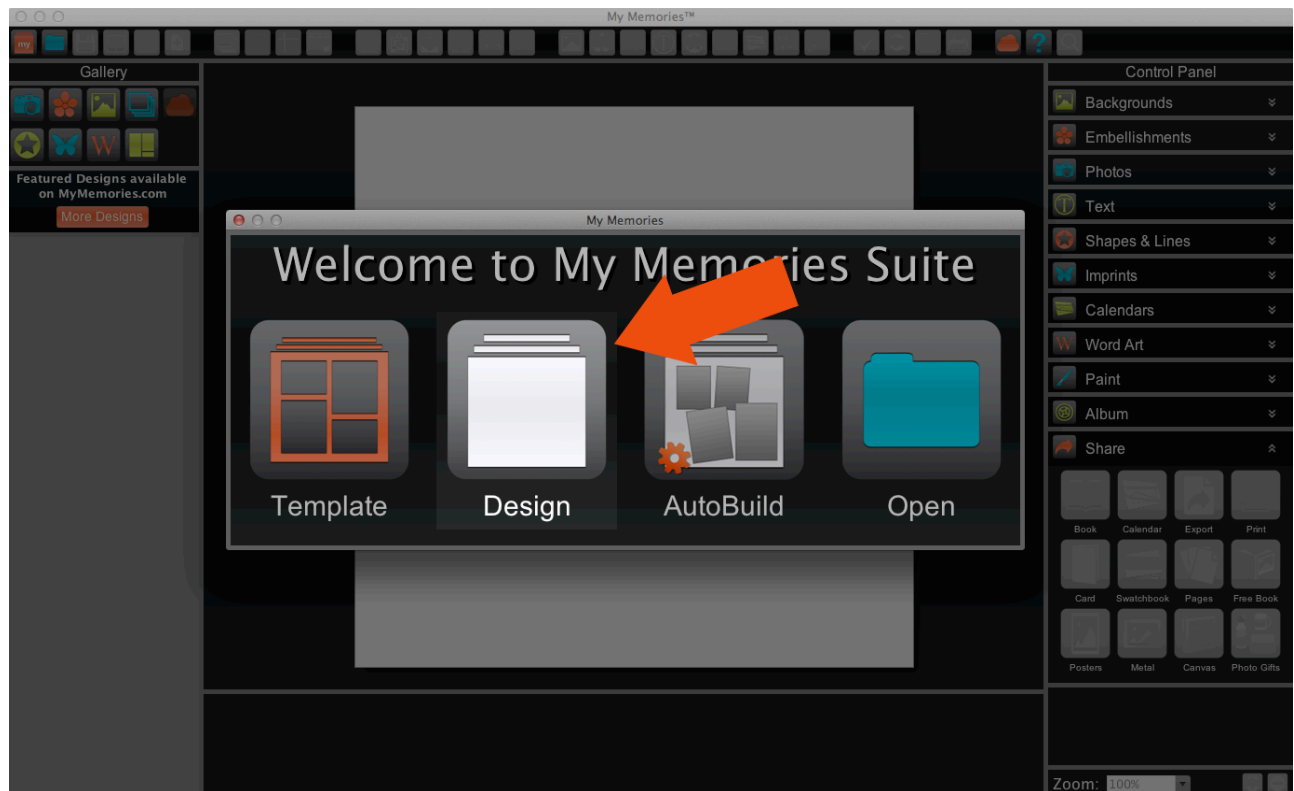 My Memories™
my
?
Gallery
W
Featured Designs available
on MyMemories.com
More Designs
My Memories
Welcome to My Memories Suite
Template
Design
AutoBuild
Open
Control Panel
Backgrounds
Embellishments
Photos
T Text
Shapes & Lines
Imprints
Calendars
W Word Art
Paint
Album
Share
Book Calendar Export Print
Card Swatchbook Pages Free Book
Posters Metal Canvas Photo Gifts
Zoom: 100%